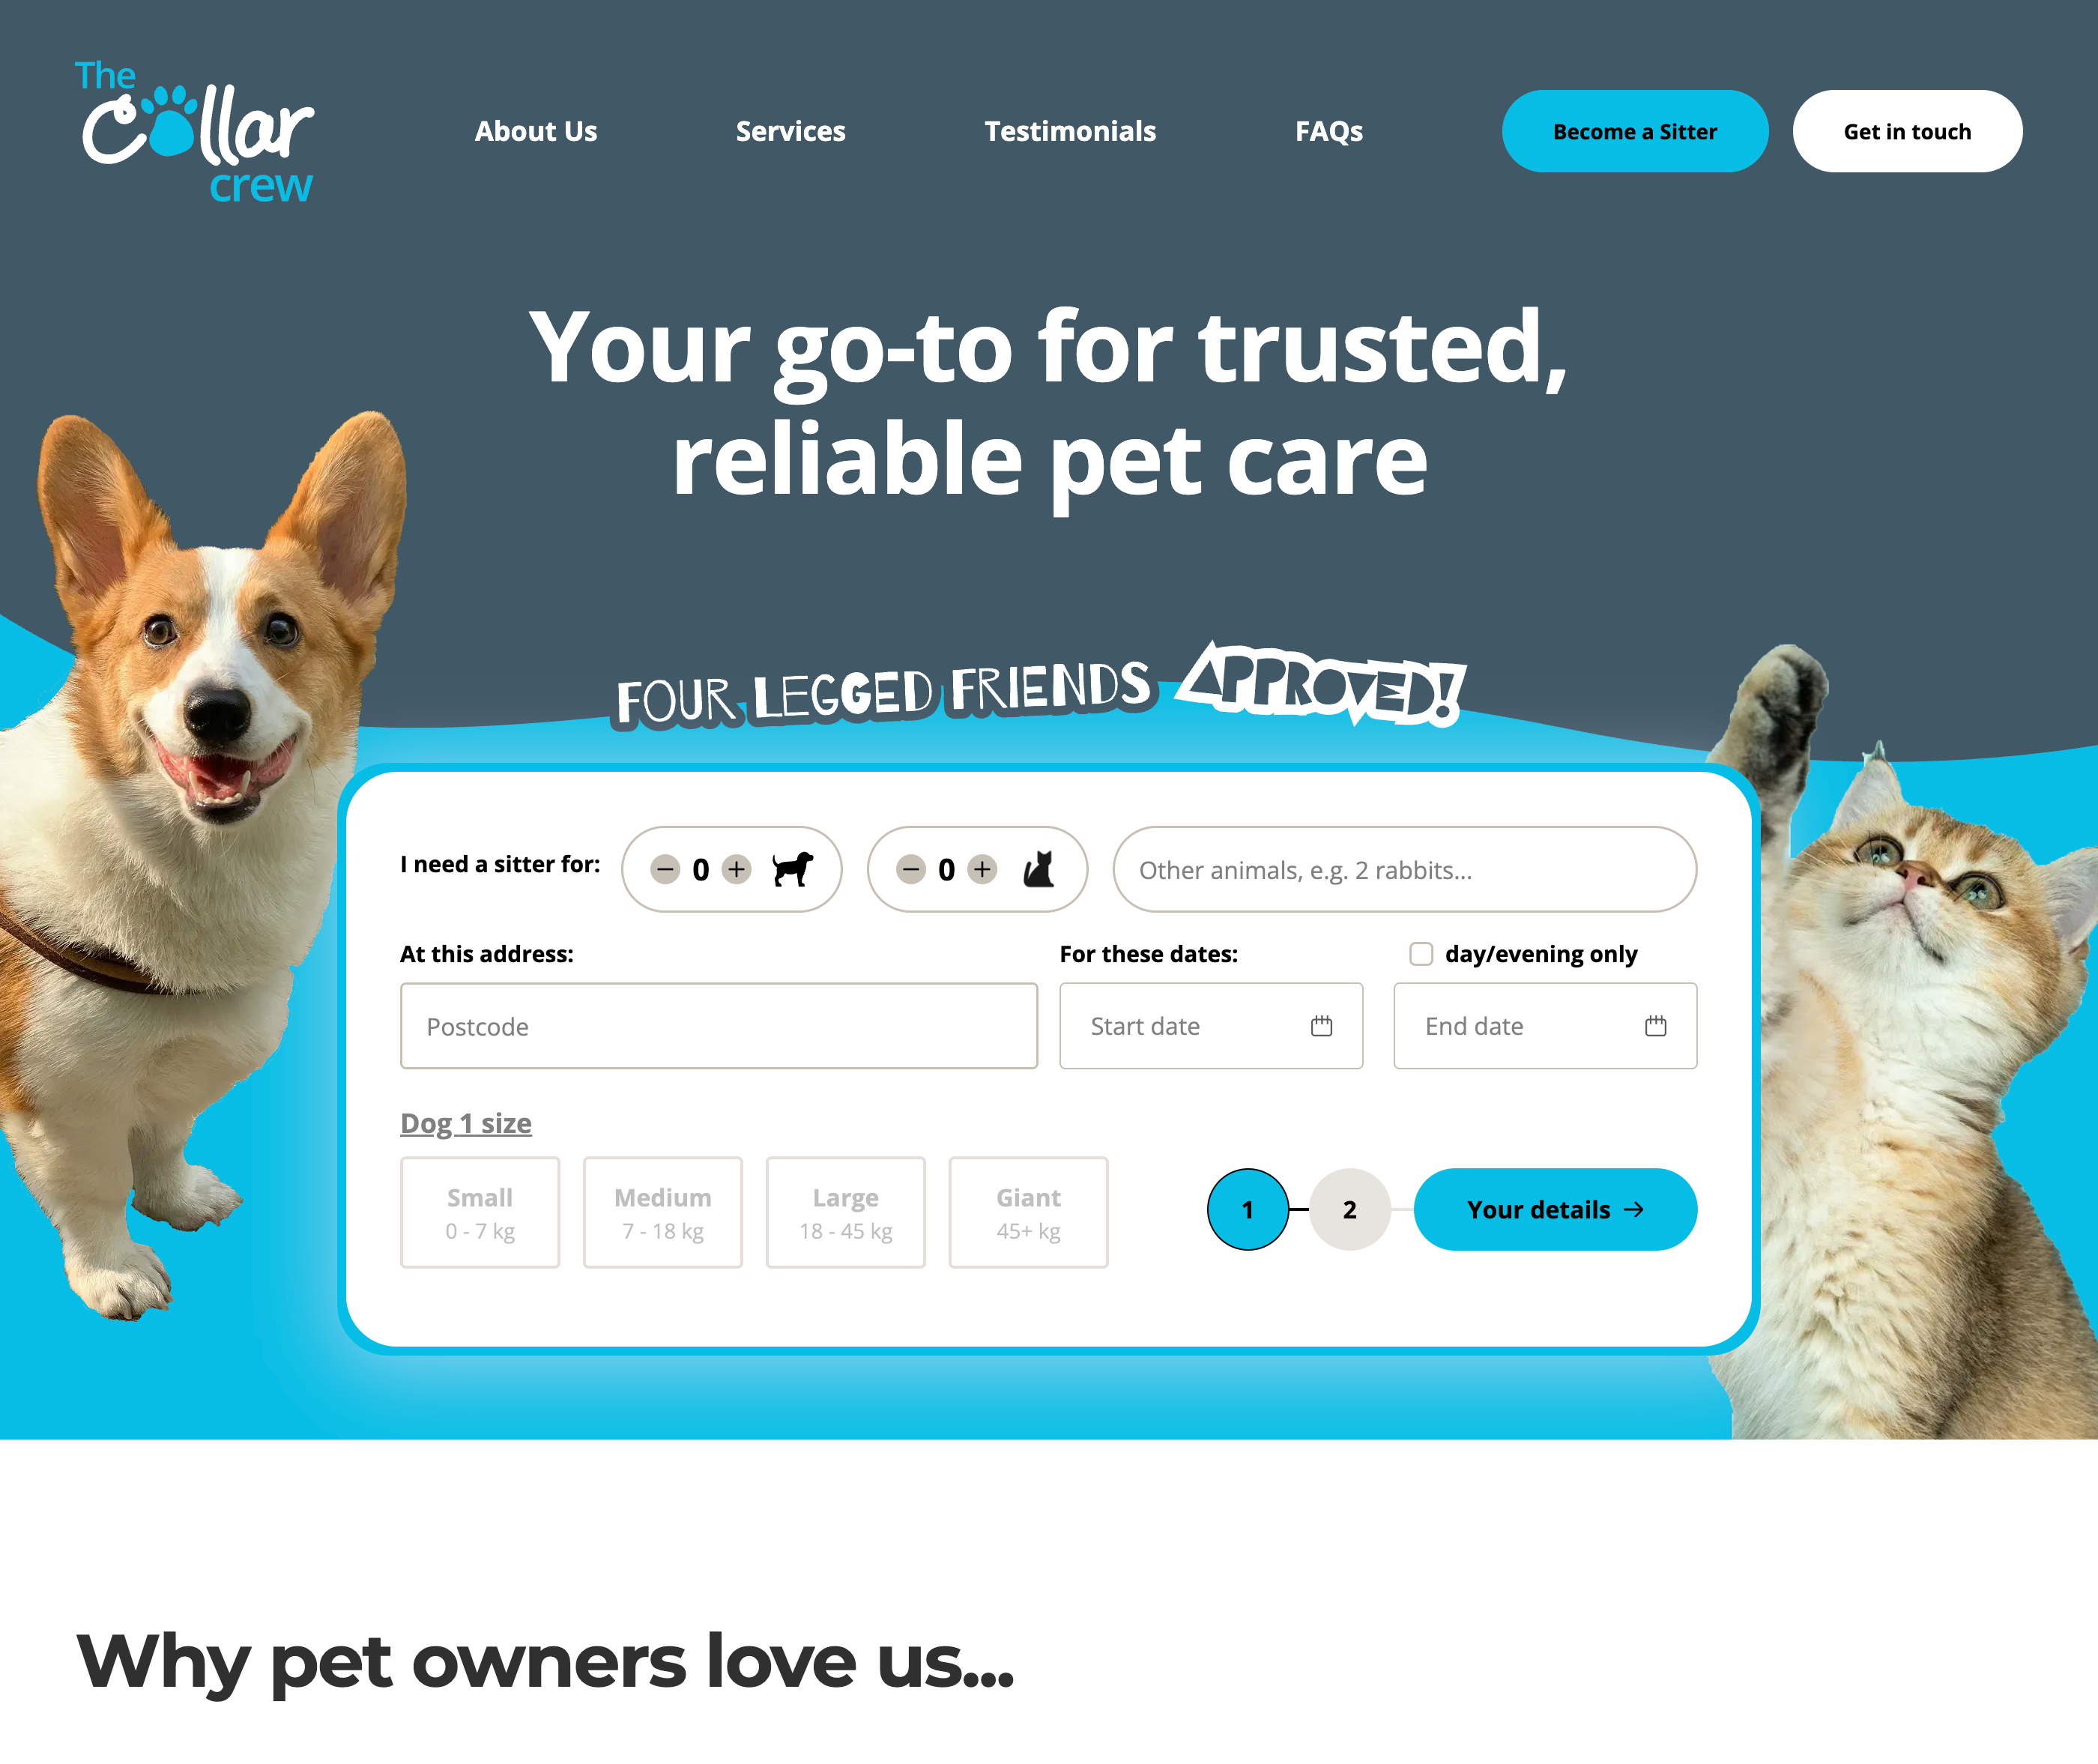 The
Collar
crew
About Us
Services
Testimonials
FAQs
Become a Sitter
Get in touch
Your go-to for trusted,
reliable pet care
FOUR LEGGED FRIENDS APPROVED!
I need a sitter for:
0
0
Other animals, e.g. 2 rabbits...
At this address:
For these dates:
day/evening only
Postcode
Start date
End date
Dog 1 size
Small
0 - 7 kg
Medium
7 - 18 kg
Large
18 - 45 kg
Giant
45+ kg
1
2
Your details →
Why pet owners love us...